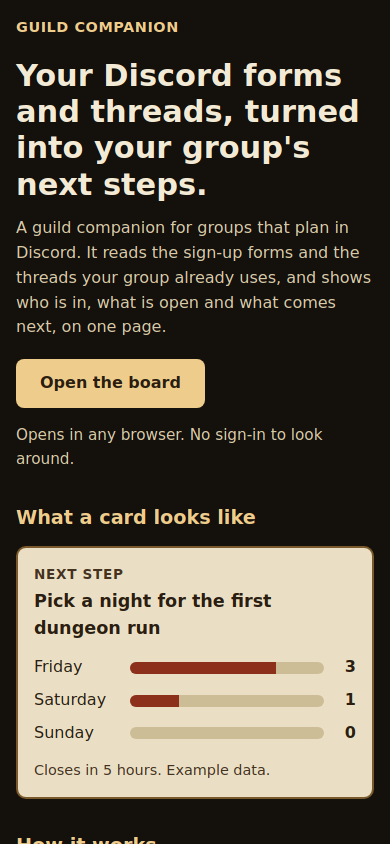 GUILD COMPANION
Your Discord forms
and threads, turned
into your group's
next steps.
A guild companion for groups that plan in
Discord. It reads the sign-up forms and the
threads your group already uses, and shows
who is in, what is open and what comes
next, on one page.
Open the board
Opens in any browser. No sign-in to look
around.
What a card looks like
NEXT STEP
Pick a night for the first
dungeon run
Friday 3
Saturday 1
Sunday 0
Closes in 5 hours. Example data.
How it works